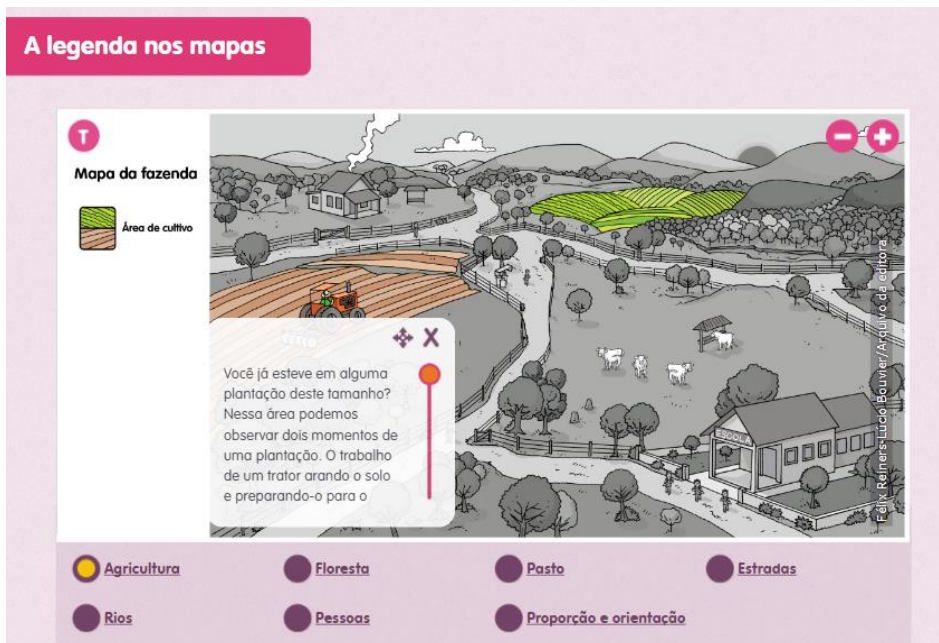 A legenda nos mapas
T
Mapa da fazenda
Área de cultivo
Você já esteve em alguma
plantação deste tamanho?
Nessa área podemos
observar dois momentos de
uma plantação. O trabalho
de um trator arando o solo
e preparando-o para o
ESCOLA
Félix Reiners-Lúcio Bouvier/Arquivo da editora
Agricultura
Floresta
Pasto
Estradas
Rios
Pessoas
Proporção e orientação